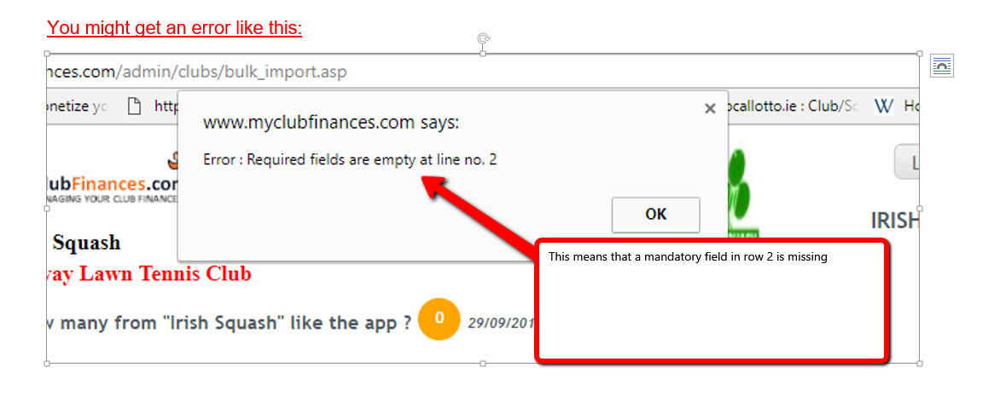 You might get an error like this:
nces.com/admin/clubs/bulk_import.asp
onetize yo http ocallotto.ie : Club/Sc W Ho
www.myclubfinances.com says:
Error : Required fields are empty at line no. 2
lubFinances.cor
NAGING YOUR CLUB FINANCE
OK
L
IRISH
Squash
way Lawn Tennis Club
This means that a mandatory field in row 2 is missing
w many from "Irish Squash" like the app ? 0 29/09/201